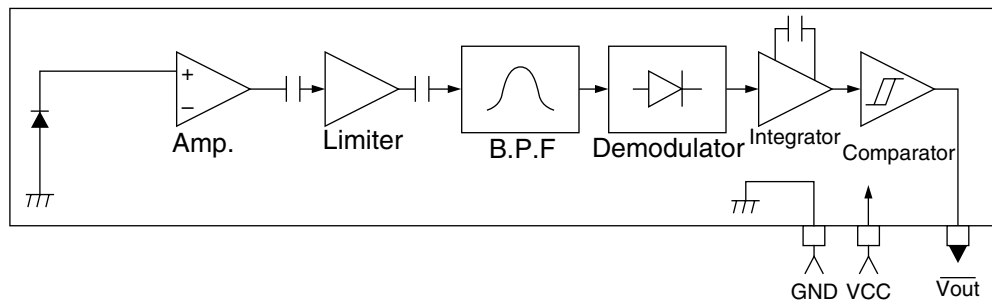 +
−
Amp.
Limiter
B.P.F
Demodulator
Integrator
Comparator
GND
VCC
Vout